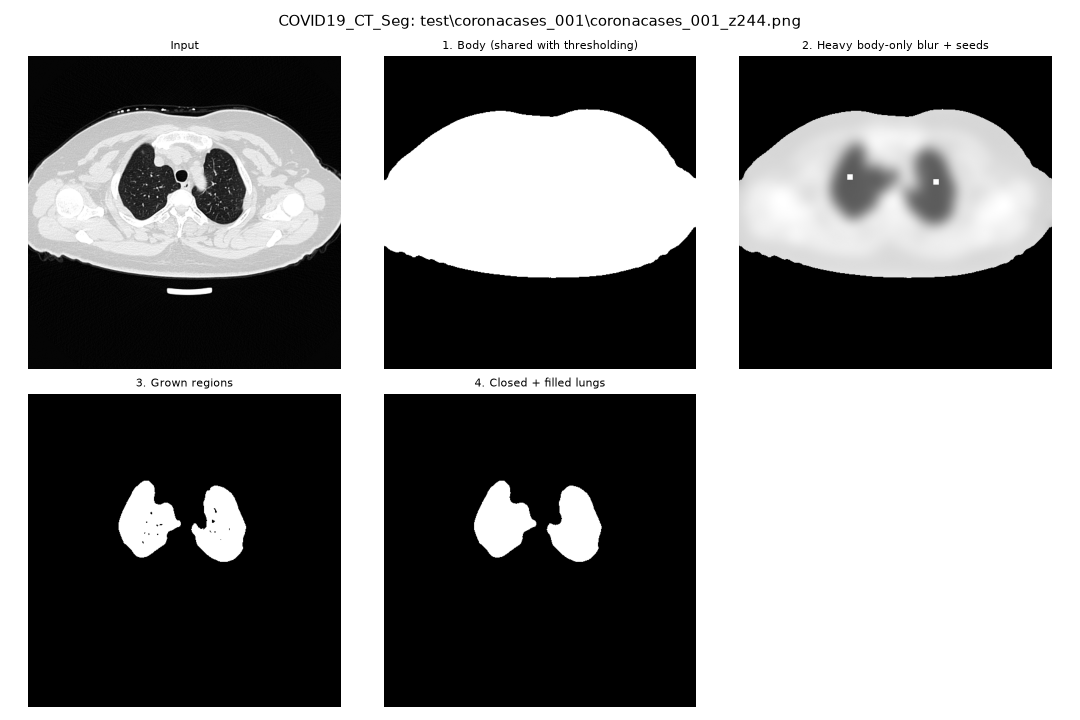 COVID19_CT_Seg: test\coronacases_001\coronacases_001_z244.png
Input
1. Body (shared with thresholding)
2. Heavy body-only blur + seeds
3. Grown regions
4. Closed + filled lungs